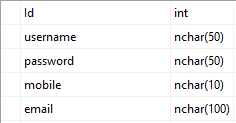 Id int
username nchar(50)
password nchar(50)
mobile nchar(10)
email nchar(100)